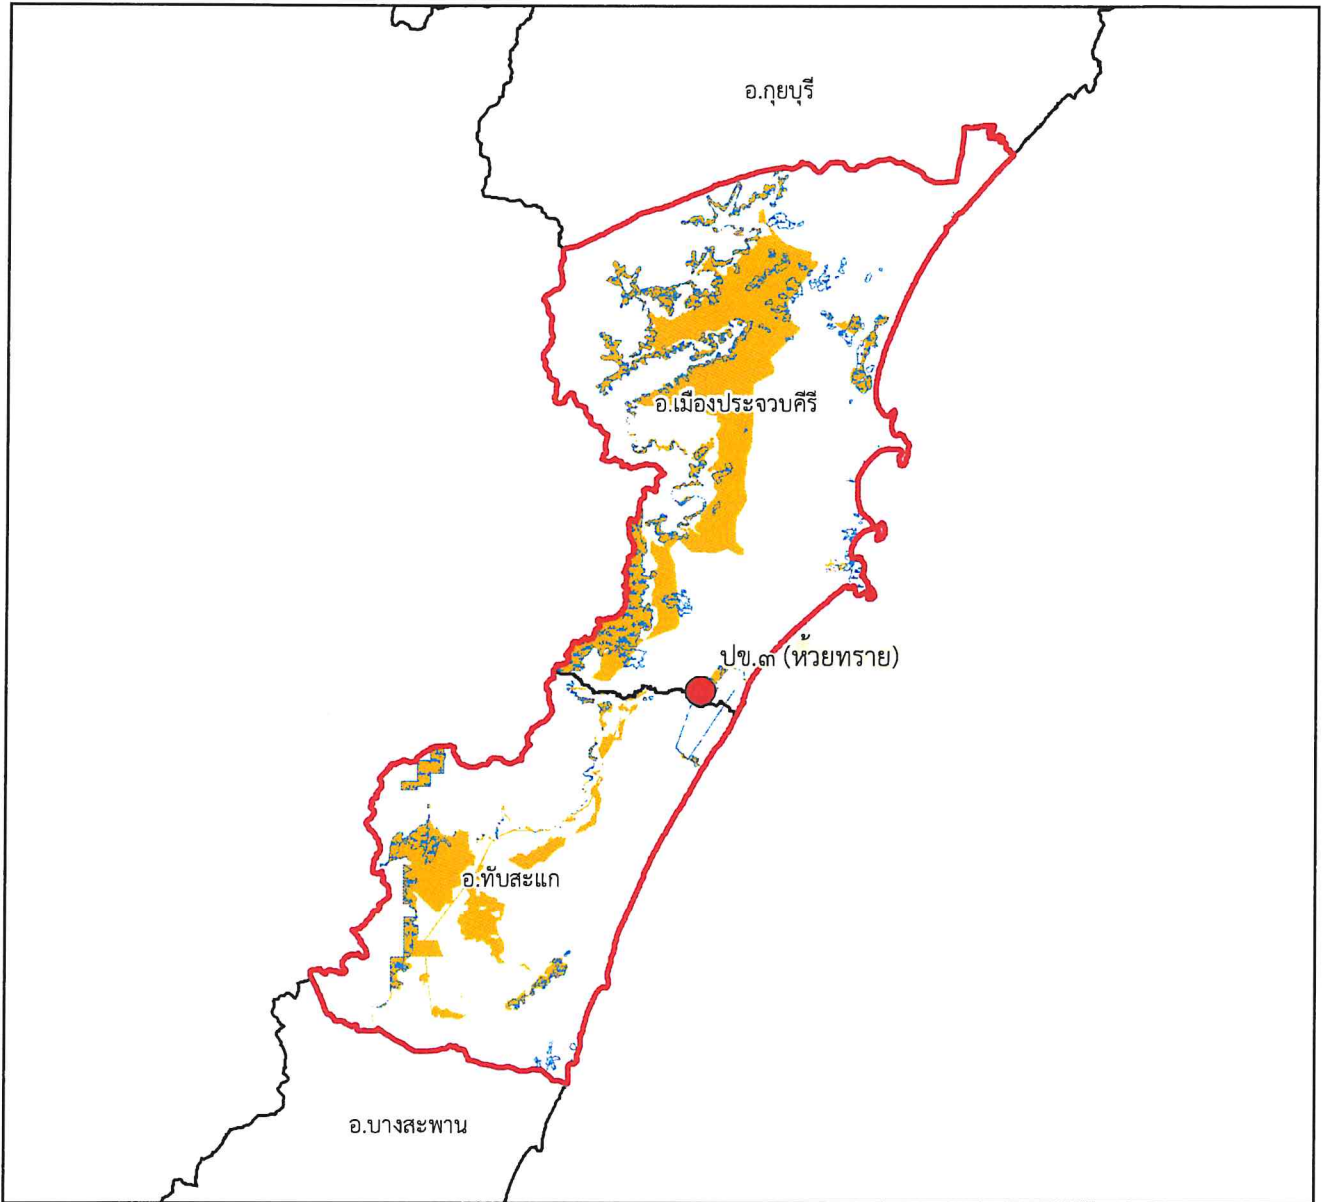 อ.กุยบุรี
อ.เมืองประจวบคีรี
ปข.๓ (ห้วยทราย)
อ.ทับสะแก
อ.บางสะพาน